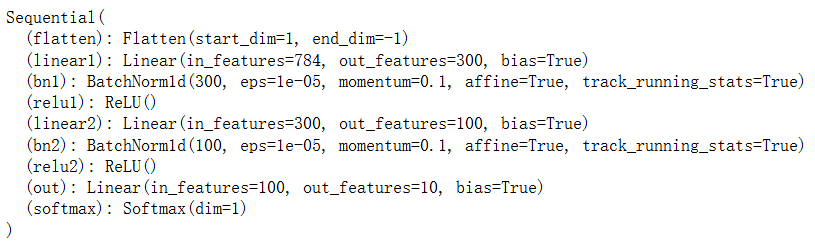 Sequential(
  (flatten): Flatten(start_dim=1, end_dim=-1)
  (linear1): Linear(in_features=784, out_features=300, bias=True)
  (bn1): BatchNorm1d(300, eps=1e-05, momentum=0.1, affine=True, track_running_stats=True)
  (relu1): ReLU()
  (linear2): Linear(in_features=300, out_features=100, bias=True)
  (bn2): BatchNorm1d(100, eps=1e-05, momentum=0.1, affine=True, track_running_stats=True)
  (relu2): ReLU()
  (out): Linear(in_features=100, out_features=10, bias=True)
  (softmax): Softmax(dim=1)
)